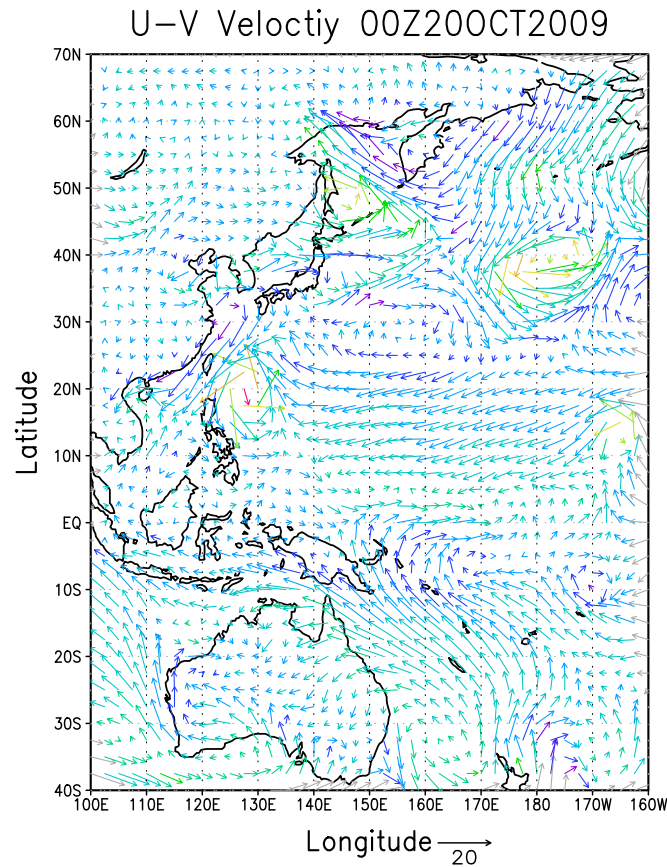 U-V Veloctiy 00Z20OCT2009
70N
60N
50N
40N
30N
20N
10N
EQ
10S
20S
30S
40S
100E 110E 120E 130E 140E 150E 160E 170E 180 170W 160W
Latitude
Longitude
20